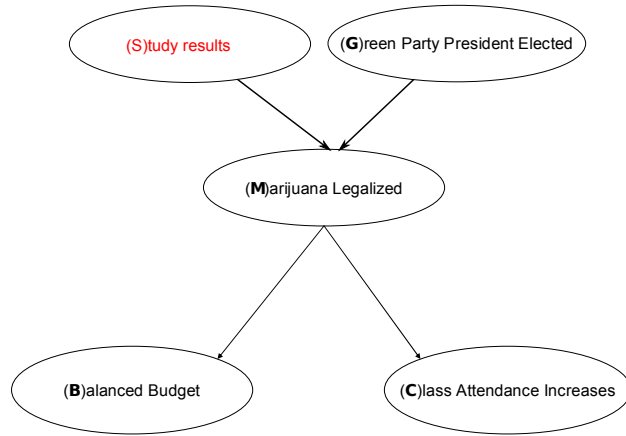 (S)tudy results
(G)reen Party President Elected
(M)arijuana Legalized
(B)alanced Budget
(C)lass Attendance Increases